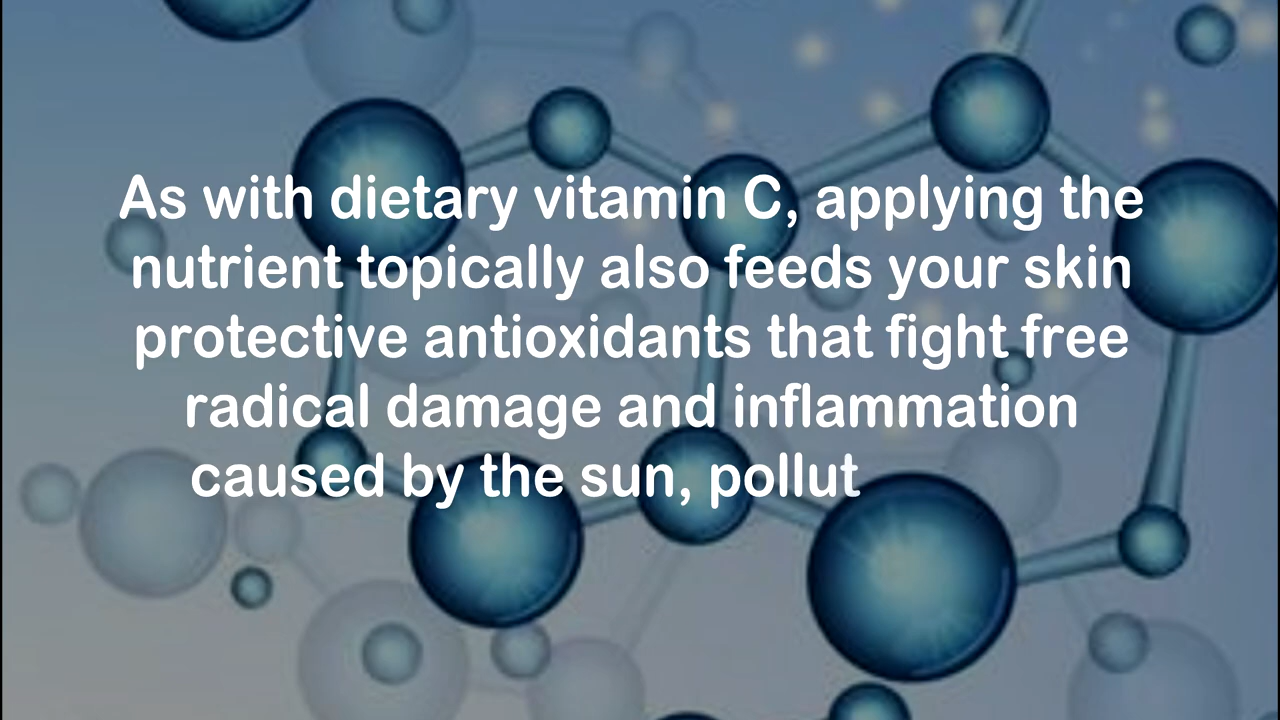 As with dietary vitamin C, applying the
nutrient topically also feeds your skin
protective antioxidants that fight free
radical damage and inflammation
caused by the sun, pollut